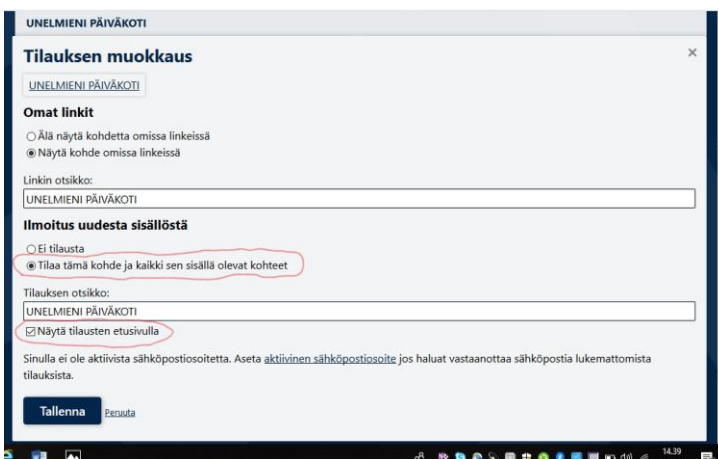 UNELMIENI PÄIVÄKOTI
Tilauksen muokkaus
×
UNELMIENI PÄIVÄKOTI
Omat linkit
Älä näytä kohdetta omissa linkeissä
Näytä kohde omissa linkeissä
Linkin otsikko:
UNELMIENI PÄIVÄKOTI
Ilmoitus uudesta sisällöstä
Ei tilausta
Tilaa tämä kohde ja kaikki sen sisällä olevat kohteet
Tilauksen otsikko:
UNELMIENI PÄIVÄKOTI
Näytä tilausten etusivulla
Sinulla ei ole aktiivista sähköpostiosoitetta. Aseta aktiivinen sähköpostiosoite jos haluat vastaanottaa sähköpostia lukemattomista
tilauksista.
Tallenna Peruuta
14.39